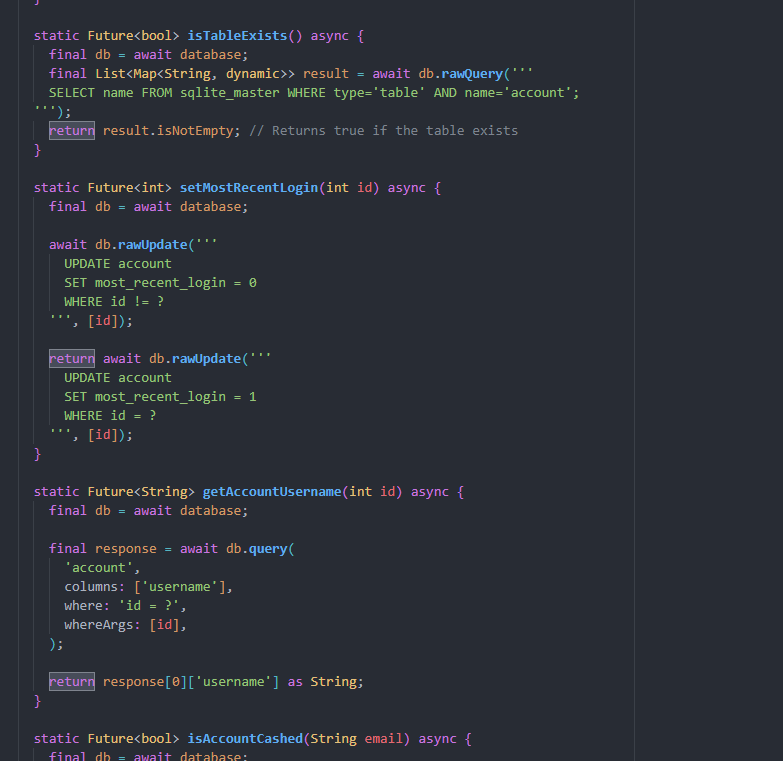 }
static Future<bool> isTableExists() async {
final db = await database;
final List<Map<String, dynamic>> result = await db.rawQuery('''
SELECT name FROM sqlite_master WHERE type='table' AND name='account';
''');
return result.isNotEmpty; // Returns true if the table exists
}
static Future<int> setMostRecentLogin(int id) async {
final db = await database;
await db.rawUpdate('''
UPDATE account
SET most_recent_login = 0
WHERE id != ?
''', [id]);
return await db.rawUpdate('''
UPDATE account
SET most_recent_login = 1
WHERE id = ?
''', [id]);
}
static Future<String> getAccountUsername(int id) async {
final db = await database;
final response = await db.query(
'account',
columns: ['username'],
where: 'id = ?',
whereArgs: [id],
);
return response[0]['username'] as String;
}
static Future<bool> isAccountCashed(String email) async {
final db = await database;